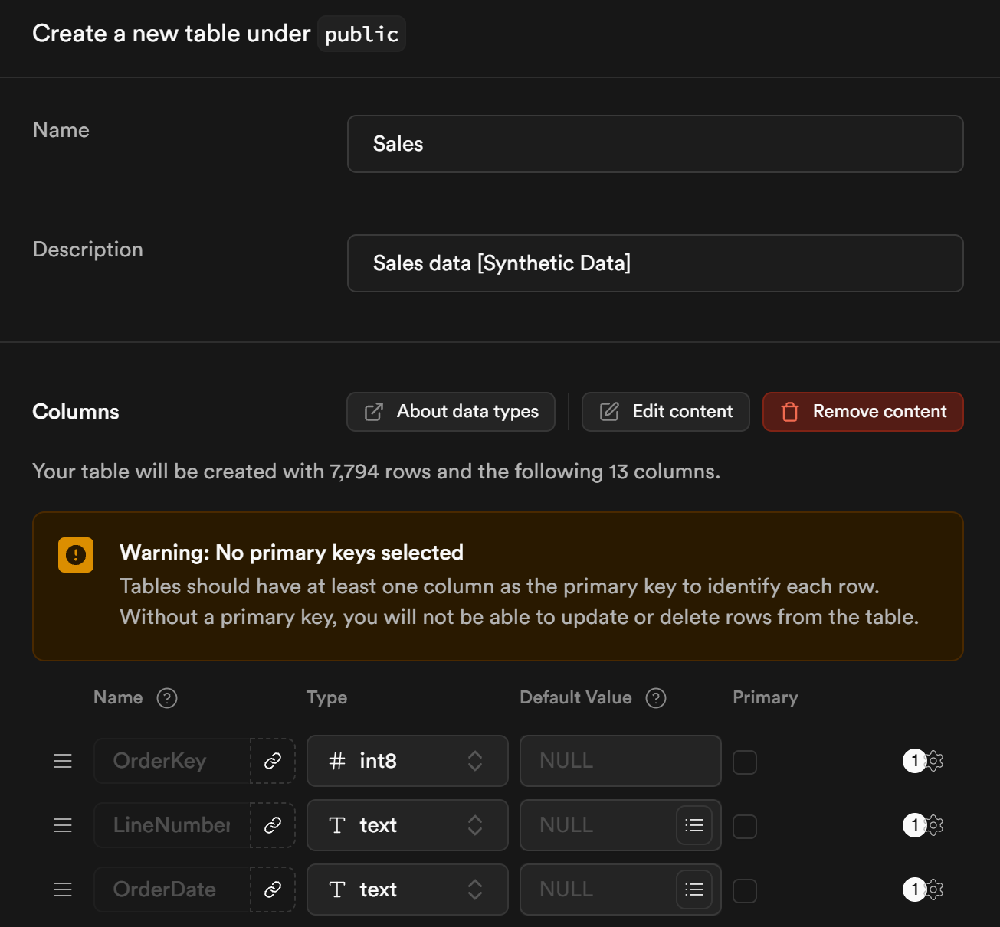 Create a new table under public
Name
Sales
Description
Sales data [Synthetic Data]
Columns
About data types
Edit content
Remove content
Your table will be created with 7,794 rows and the following 13 columns.
Warning: No primary keys selected
Tables should have at least one column as the primary key to identify each row.
Without a primary key, you will not be able to update or delete rows from the table.
Name ? Type Default Value ? Primary
OrderKey # int8 NULL 1
LineNumber T text NULL 1
OrderDate T text NULL 1